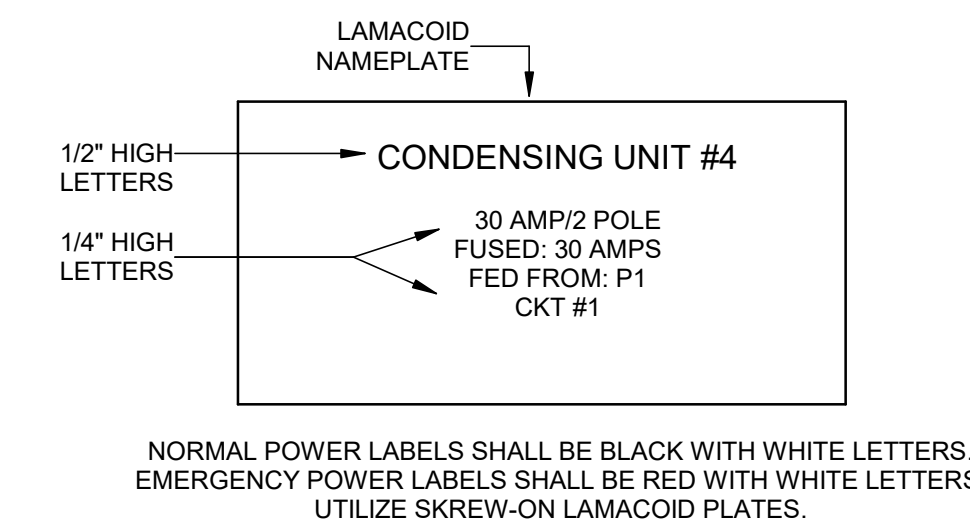 LAMACOID
NAMEPLATE
1/2" HIGH
LETTERS
CONDENSING UNIT #4
1/4" HIGH
LETTERS
30 AMP/2 POLE
FUSED: 30 AMPS
FED FROM: P1
CKT #1
NORMAL POWER LABELS SHALL BE BLACK WITH WHITE LETTERS.
EMERGENCY POWER LABELS SHALL BE RED WITH WHITE LETTERS
UTILIZE SKREW-ON LAMACOID PLATES.